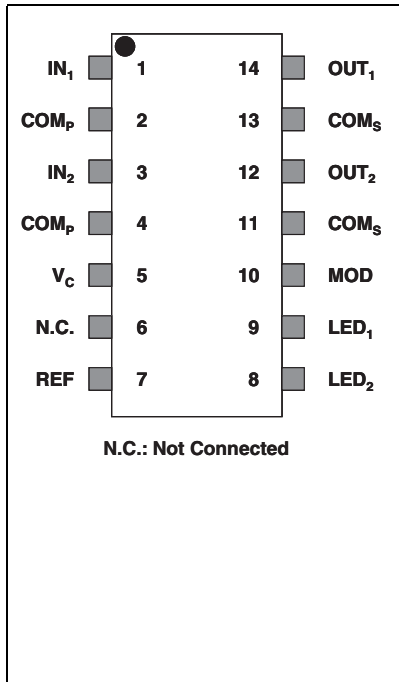 IN₁ 1 14 OUT₁
COMₚ 2 13 COMₛ
IN₂ 3 12 OUT₂
COMₚ 4 11 COMₛ
V_C 5 10 MOD
N.C. 6 9 LED₁
REF 7 8 LED₂
N.C.: Not Connected